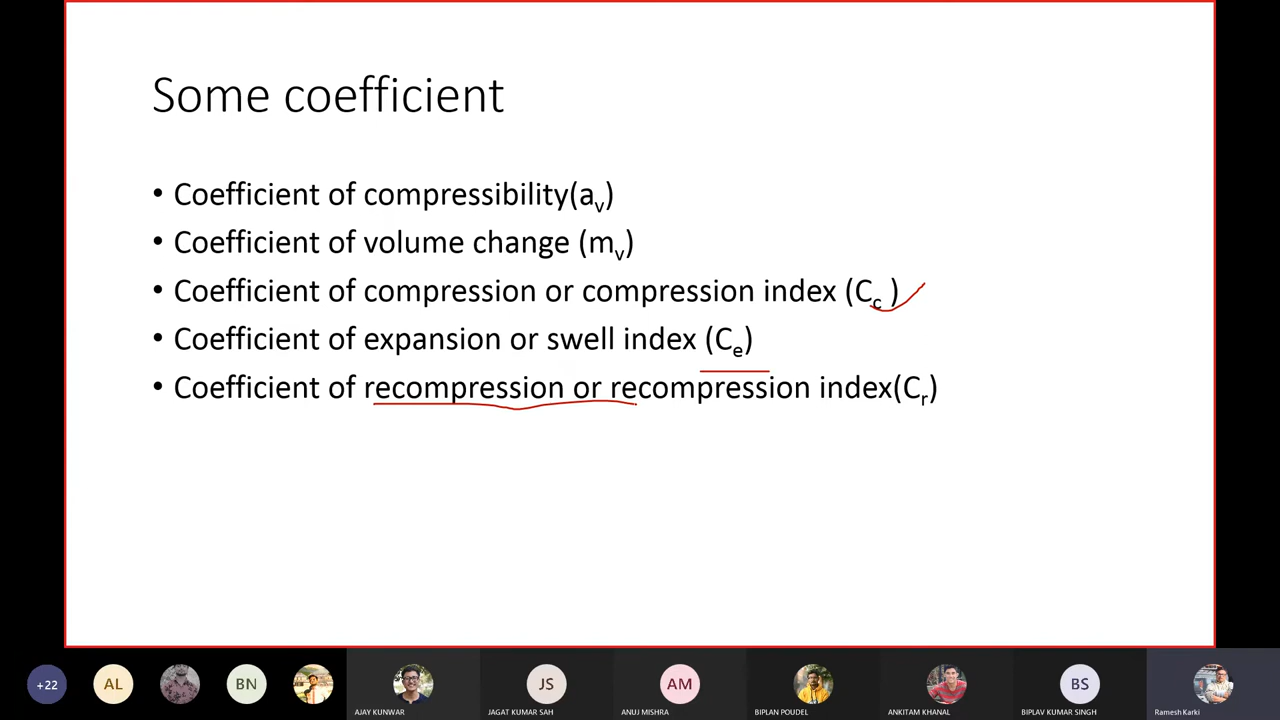 Some coefficient
• Coefficient of compressibility(av)
• Coefficient of volume change (mv)
• Coefficient of compression or compression index (Cc )
• Coefficient of expansion or swell index (Ce)
• Coefficient of recompression or recompression index(Cr)
+22
AL
BN
AJAY KUNWAR
JS
JAGAT KUMAR SAH
AM
ANUJ MISHRA
BIPLAN POUDEL
ANKITAM KHANAL
BS
BIPLAV KUMAR SINGH
Ramesh Karki